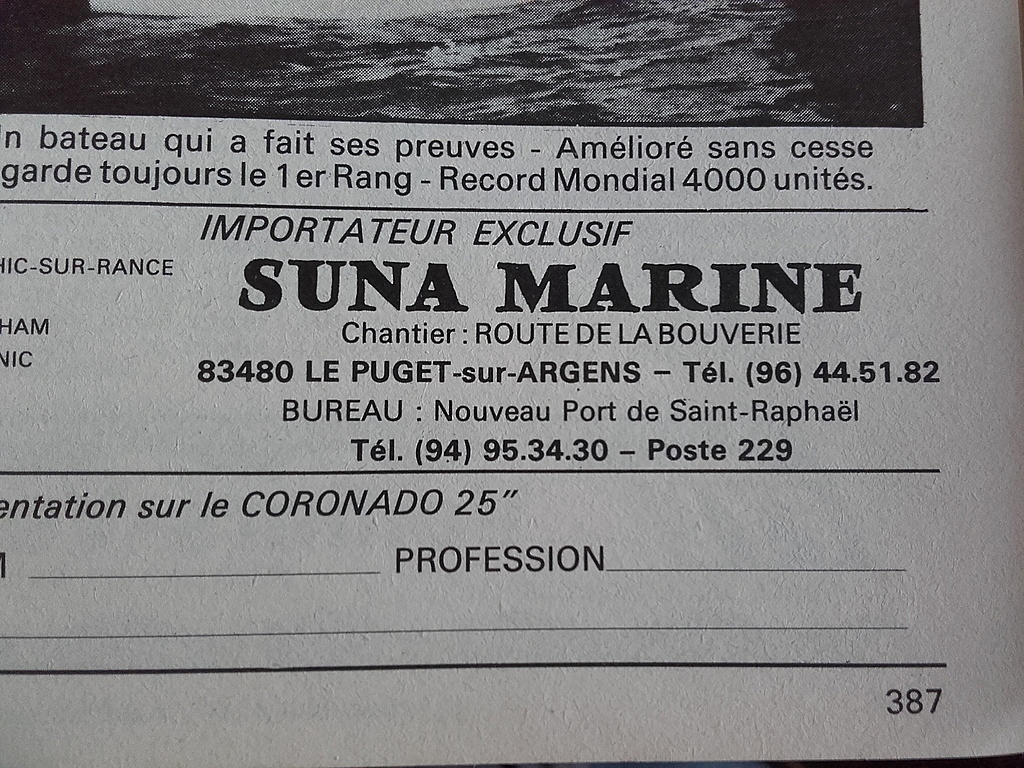 n bateau qui a fait ses preuves - Amélioré sans cesse
garde toujours le 1er Rang - Record Mondial 4000 unités.
IMPORTATEUR EXCLUSIF
HIC-SUR-RANCE
SUNA MARINE
HAM
Chantier : ROUTE DE LA BOUVERIE
NIC
83480 LE PUGET-sur-ARGENS – Tél. (96) 44.51.82
BUREAU : Nouveau Port de Saint-Raphaël
Tél. (94) 95.34.30 – Poste 229
entation sur le CORONADO 25"
PROFESSION
387